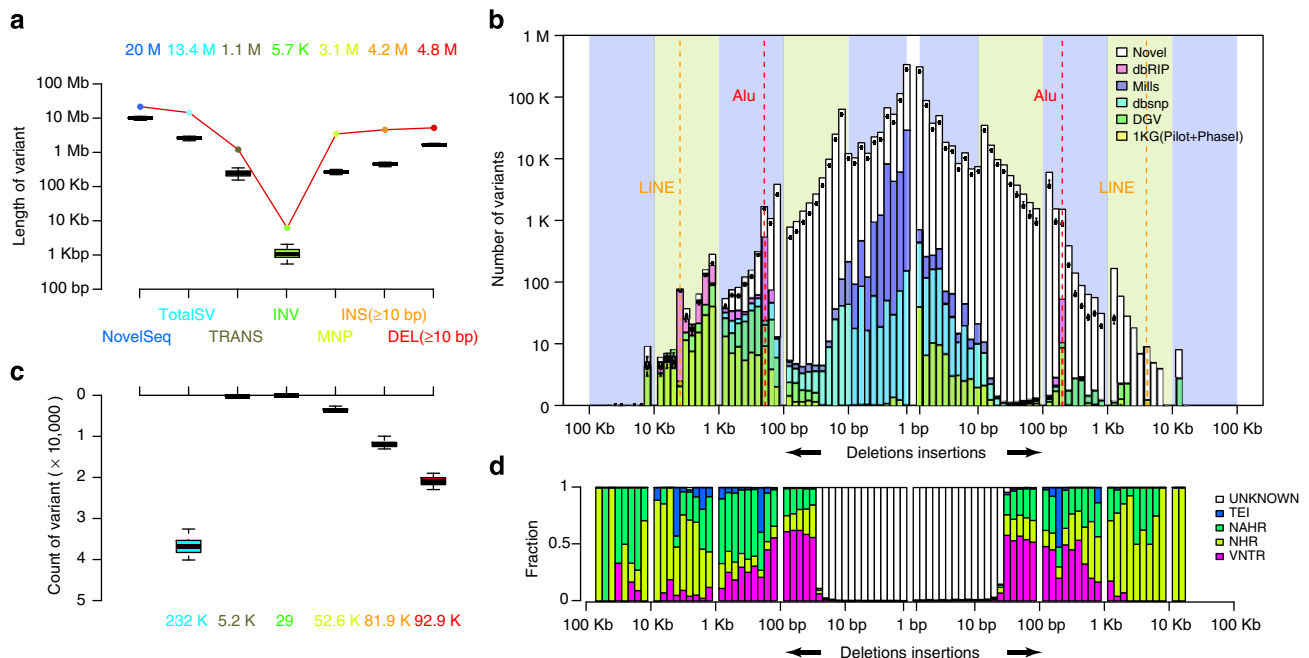 a
20 M 13.4 M 1.1 M 5.7 K 3.1 M 4.2 M 4.8 M
Length of variant
100 Mb
10 Mb
1 Mb
100 Kb
10 Kb
1 Kbp
100 bp
TotalSV INV INS(≥10 bp)
NovelSeq TRANS MNP DEL(≥10 bp)
c
Count of variant (× 10,000)
0
1
2
3
4
5
232 K 5.2 K 29 52.6 K 81.9 K 92.9 K
b
Number of variants
1 M
100 K
10 K
1 K
100
10
0
Alu
LINE
Alu
LINE
Novel
dbRIP
Mills
dbsnp
DGV
1KG(Pilot+PhaseI)
100 Kb 10 Kb 1 Kb 100 bp 10 bp 1 bp 10 bp 100 bp 1 Kb 10 Kb 100 Kb
Deletions insertions
d
Fraction
1
0.5
0
UNKNOWN
TEI
NAHR
NHR
VNTR
100 Kb 10 Kb 1 Kb 100 bp 10 bp 1 bp 10 bp 100 bp 1 Kb 10 Kb 100 Kb
Deletions insertions